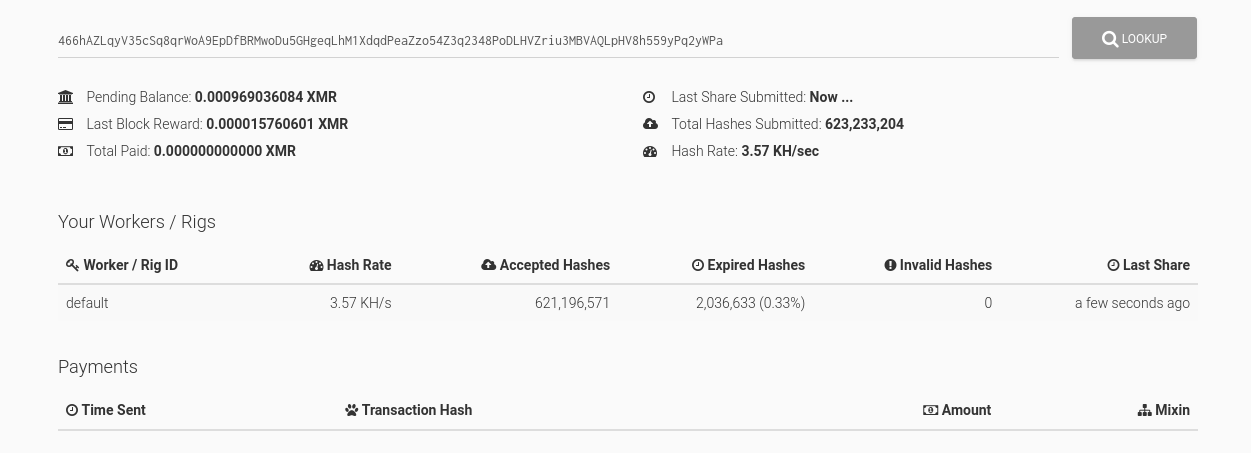 466hAZLqyV35cSq8qrWoA9EpDfBRMwoDu5GHgeqLhM1XdqdPeaZzo54Z3q2348PoDLHVZriu3MBVAQLpHV8h559yPq2yWPa
LOOKUP
Pending Balance: 0.000969036084 XMR
Last Share Submitted: Now ...
Last Block Reward: 0.000015760601 XMR
Total Hashes Submitted: 623,233,204
Total Paid: 0.000000000000 XMR
Hash Rate: 3.57 KH/sec
Your Workers / Rigs
Worker / Rig ID Hash Rate Accepted Hashes Expired Hashes Invalid Hashes Last Share
default 3.57 KH/s 621,196,571 2,036,633 (0.33%) 0 a few seconds ago
Payments
Time Sent Transaction Hash Amount Mixin